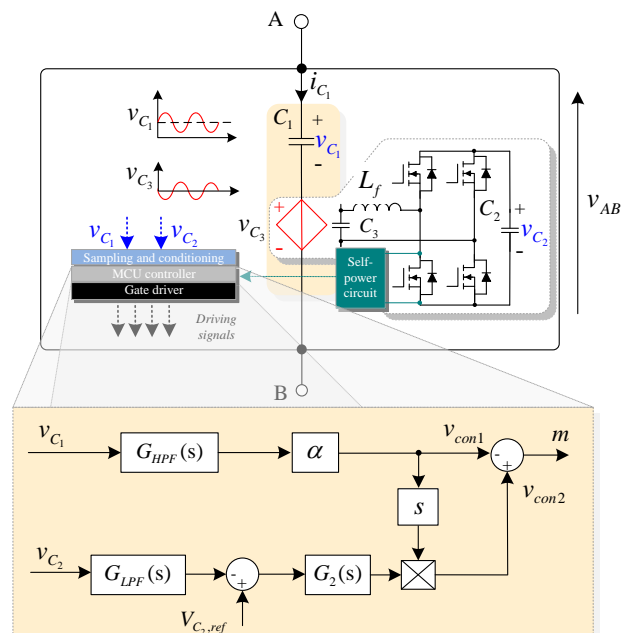 A
i_{C_1}
C_1
+
v_{C_1}
-
v_{C_1}
v_{C_3}
v_{C_1}
v_{C_2}
Sampling and conditioning
MCU controller
Gate driver
Driving
signals
v_{C_3}
+
-
L_f
C_3
C_2
+
v_{C_2}
-
Self-
power
circuit
v_{AB}
B
v_{C_1}
G_{HPF}(s)
α
v_{con1}
-
+
m
v_{con2}
s
v_{C_2}
G_{LPF}(s)
-
+
G_2(s)
V_{C_2,ref}